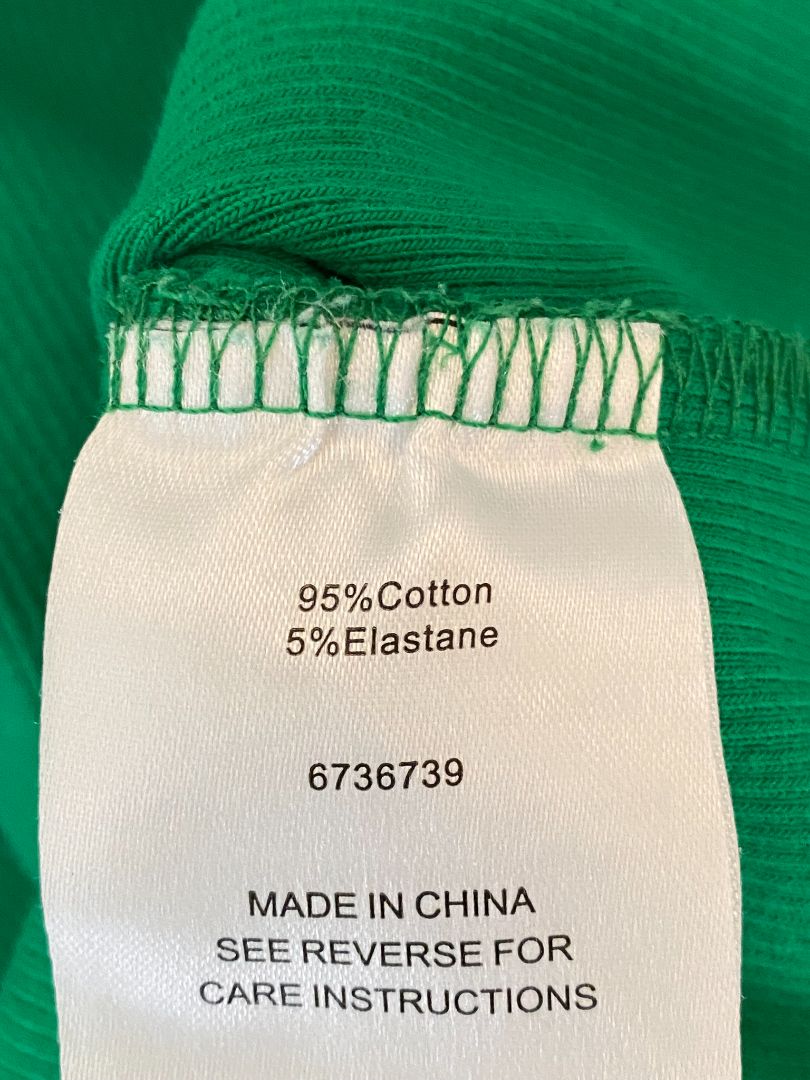 95%Cotton
5%Elastane
6736739
MADE IN CHINA
SEE REVERSE FOR
CARE INSTRUCTIONS